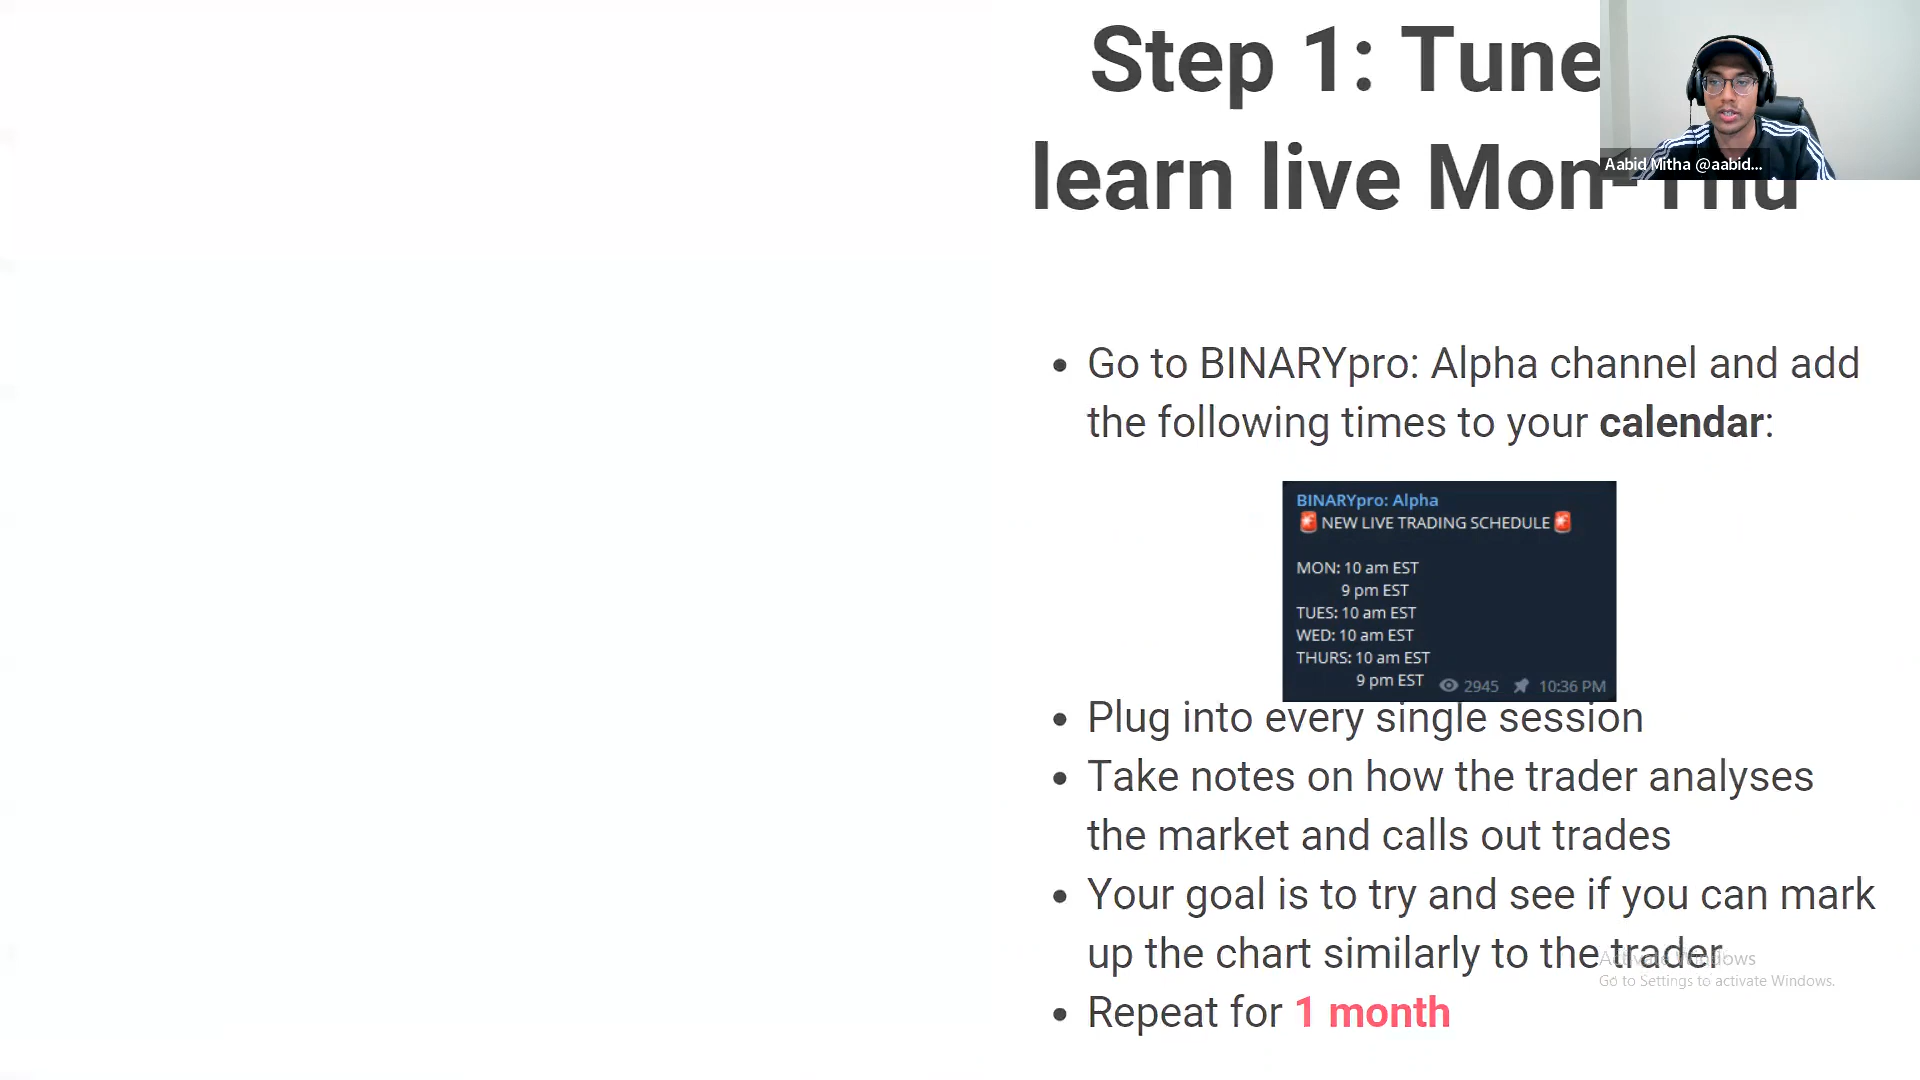 Step 1: Tune
learn live Mon-Thu
Aabid Mitha @aabid...
• Go to BINARYpro: Alpha channel and add
the following times to your calendar:
BINARYpro: Alpha
🚨 NEW LIVE TRADING SCHEDULE 🚨
MON: 10 am EST
9 pm EST
TUES: 10 am EST
WED: 10 am EST
THURS: 10 am EST
9 pm EST
2945 10:36 PM
• Plug into every single session
• Take notes on how the trader analyses
the market and calls out trades
• Your goal is to try and see if you can mark
up the chart similarly to the trader
Activate Windows
Go to Settings to activate Windows.
• Repeat for 1 month